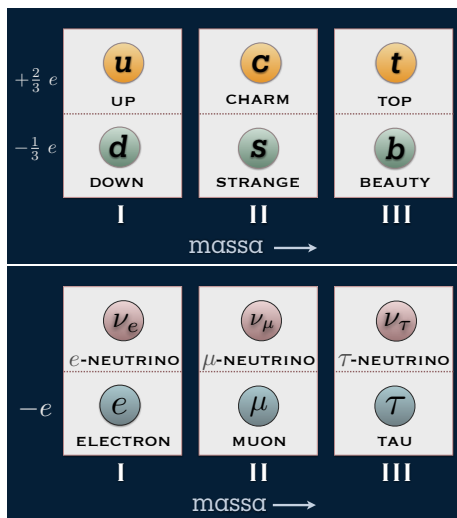 +2/3 e
u c t
UP CHARM TOP
-1/3 e
d s b
DOWN STRANGE BEAUTY
I II III
massa →
νe νμ ντ
e-NEUTRINO μ-NEUTRINO τ-NEUTRINO
−e
e μ τ
ELECTRON MUON TAU
I II III
massa →